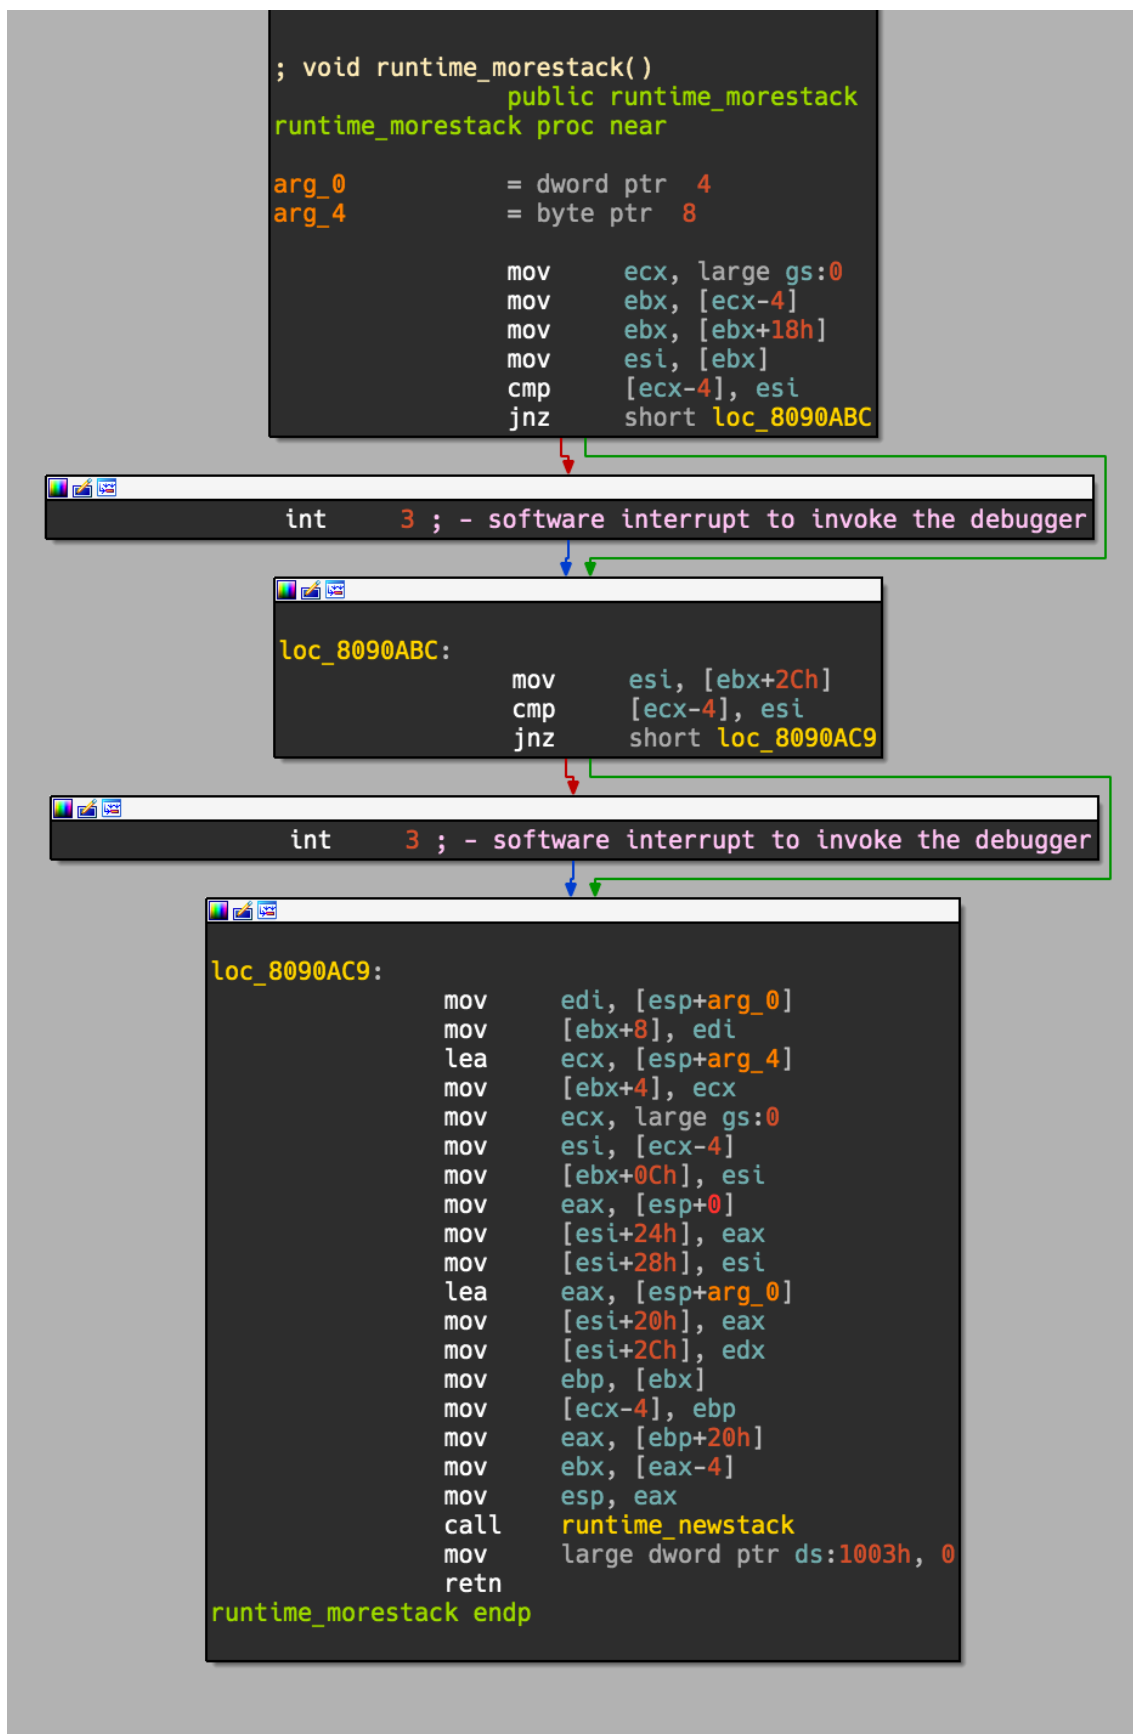 ; void runtime_morestack()
public runtime_morestack
runtime_morestack proc near
arg_0 = dword ptr 4
arg_4 = byte ptr 8
mov ecx, large gs:0
mov ebx, [ecx-4]
mov ebx, [ebx+18h]
mov esi, [ebx]
cmp [ecx-4], esi
jnz short loc_8090ABC
int 3 ; - software interrupt to invoke the debugger
loc_8090ABC:
mov esi, [ebx+2Ch]
cmp [ecx-4], esi
jnz short loc_8090AC9
int 3 ; - software interrupt to invoke the debugger
loc_8090AC9:
mov edi, [esp+arg_0]
mov [ebx+8], edi
lea ecx, [esp+arg_4]
mov [ebx+4], ecx
mov ecx, large gs:0
mov esi, [ecx-4]
mov [ebx+0Ch], esi
mov eax, [esp+0]
mov [esi+24h], eax
mov [esi+28h], esi
lea eax, [esp+arg_0]
mov [esi+20h], eax
mov [esi+2Ch], edx
mov ebp, [ebx]
mov [ecx-4], ebp
mov eax, [ebp+20h]
mov ebx, [eax-4]
mov esp, eax
call runtime_newstack
mov large dword ptr ds:1003h, 0
retn
runtime_morestack endp